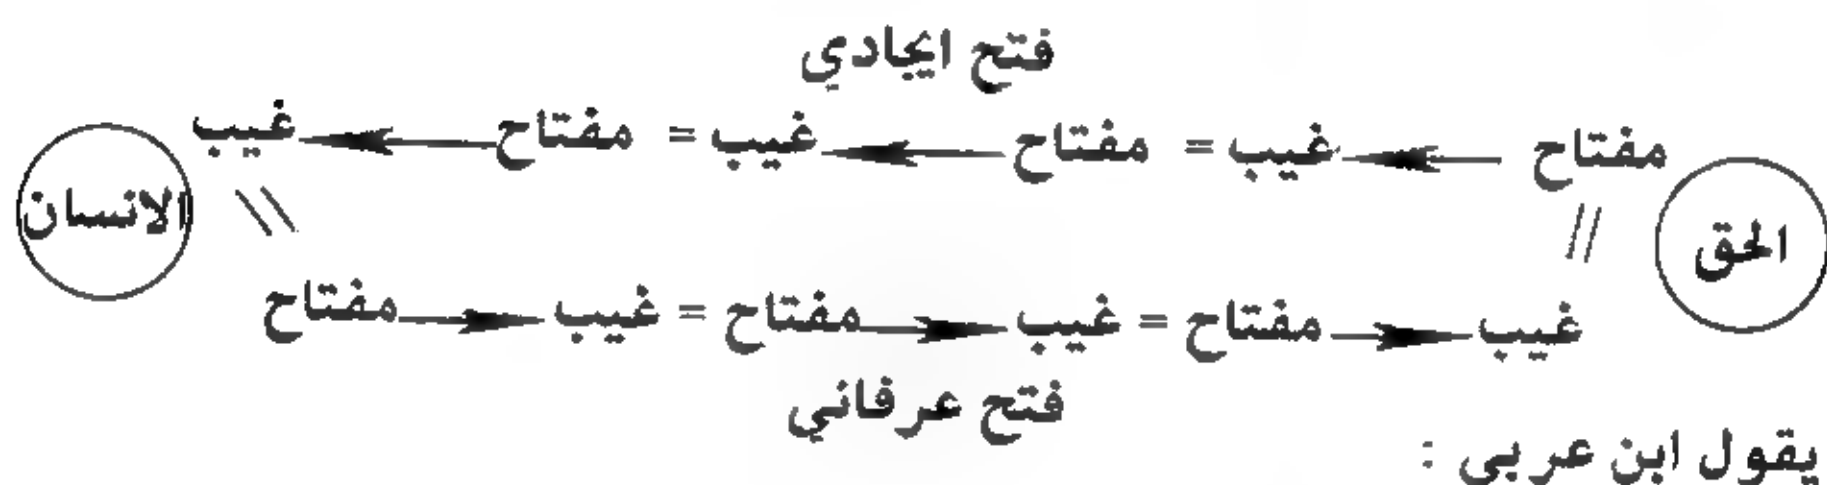 فتح ايجادي
مفتاح ← غيب = مفتاح ← غيب = مفتاح ← غيب
الحق // \\ الانسان
غيب ← مفتاح = غيب ← مفتاح = غيب ← مفتاح
فتح عرفاني
يقول ابن عربي :